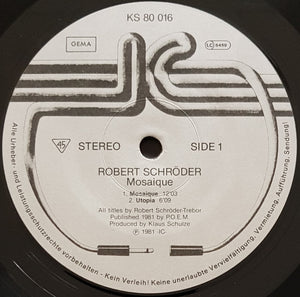 KS 80 016
GEMA
LC 8499
45
STEREO
SIDE 1
ROBERT SCHRÖDER
Mosaique
1. Mosaique 12'03
2. Utopia 6'09
All titles by Robert Schröder-Trebor
Published 1981 by P.O.E.M.
Produced by Klaus Schulze
℗ 1981 IC
Alle Urheber- und Leistungsschutzrechte vorbehalten - Kein Verleih! Keine unerlaubte Vervielfältigung, Vermietung, Aufführung, Sendung!